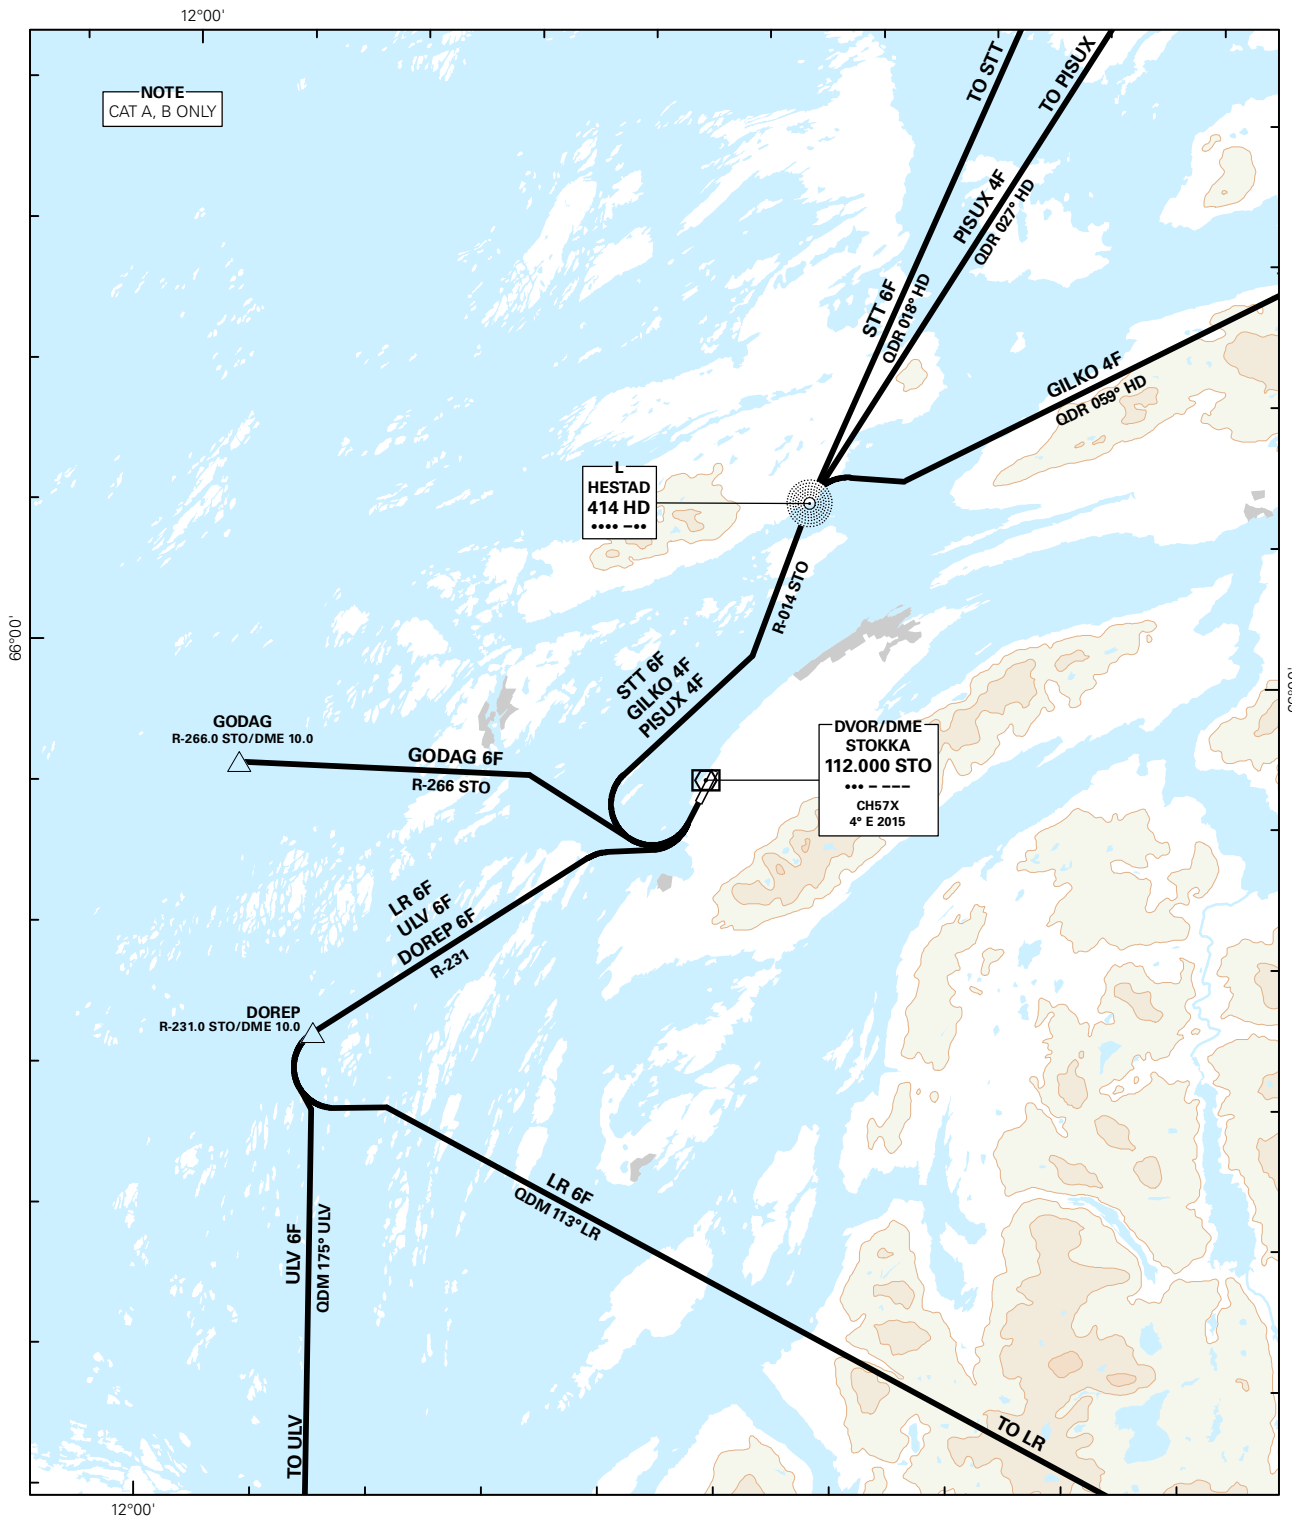 12°00'
NOTE
CAT A, B ONLY
TO STT
TO PISUX
PISUX 4F
QDR 027° HD
STT 6F
QDR 018° HD
GILKO 4F
QDR 059° HD
L
HESTAD
414 HD
•••• –••
R-014 STO
66°00'
STT 6F
GILKO 4F
PISUX 4F
GODAG
R-266.0 STO/DME 10.0
GODAG 6F
R-266 STO
DVOR/DME
STOKKA
112.000 STO
••• – – – –
CH57X
4° E 2015
LR 6F
ULV 6F
DOREP 6F
R-231
DOREP
R-231.0 STO/DME 10.0
LR 6F
QDM 113° LR
ULV 6F
QDM 175° ULV
TO ULV
TO LR
12°00'